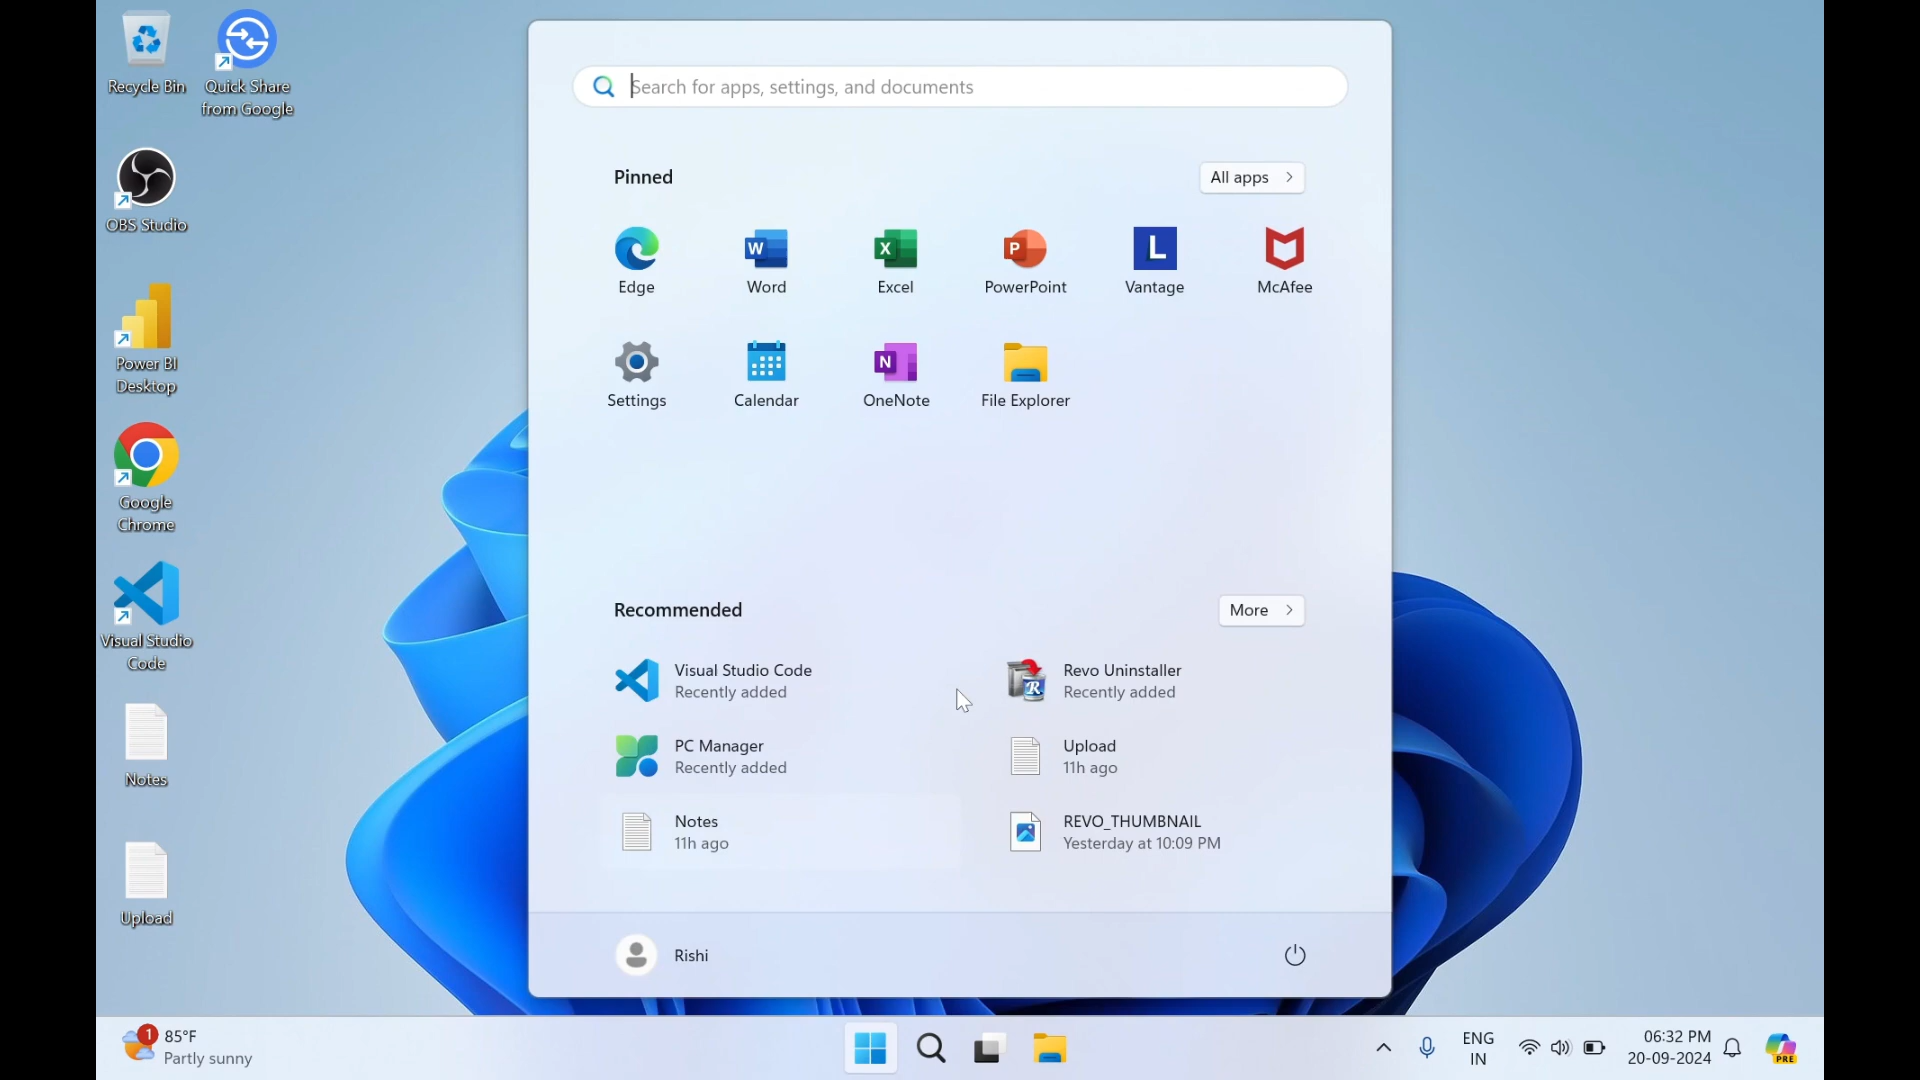 Recycle Bin
Quick Share
from Google
OBS Studio
Power BI
Desktop
Google
Chrome
Visual Studio
Code
Notes
Upload
Search for apps, settings, and documents
Pinned
All apps
Edge
Word
Excel
PowerPoint
Vantage
McAfee
Settings
Calendar
OneNote
File Explorer
Recommended
More
Visual Studio Code
Recently added
Revo Uninstaller
Recently added
PC Manager
Recently added
Upload
11h ago
Notes
11h ago
REVO_THUMBNAIL
Yesterday at 10:09 PM
Rishi
1
85°F
Partly sunny
ENG
IN
06:32 PM
20-09-2024
PRE